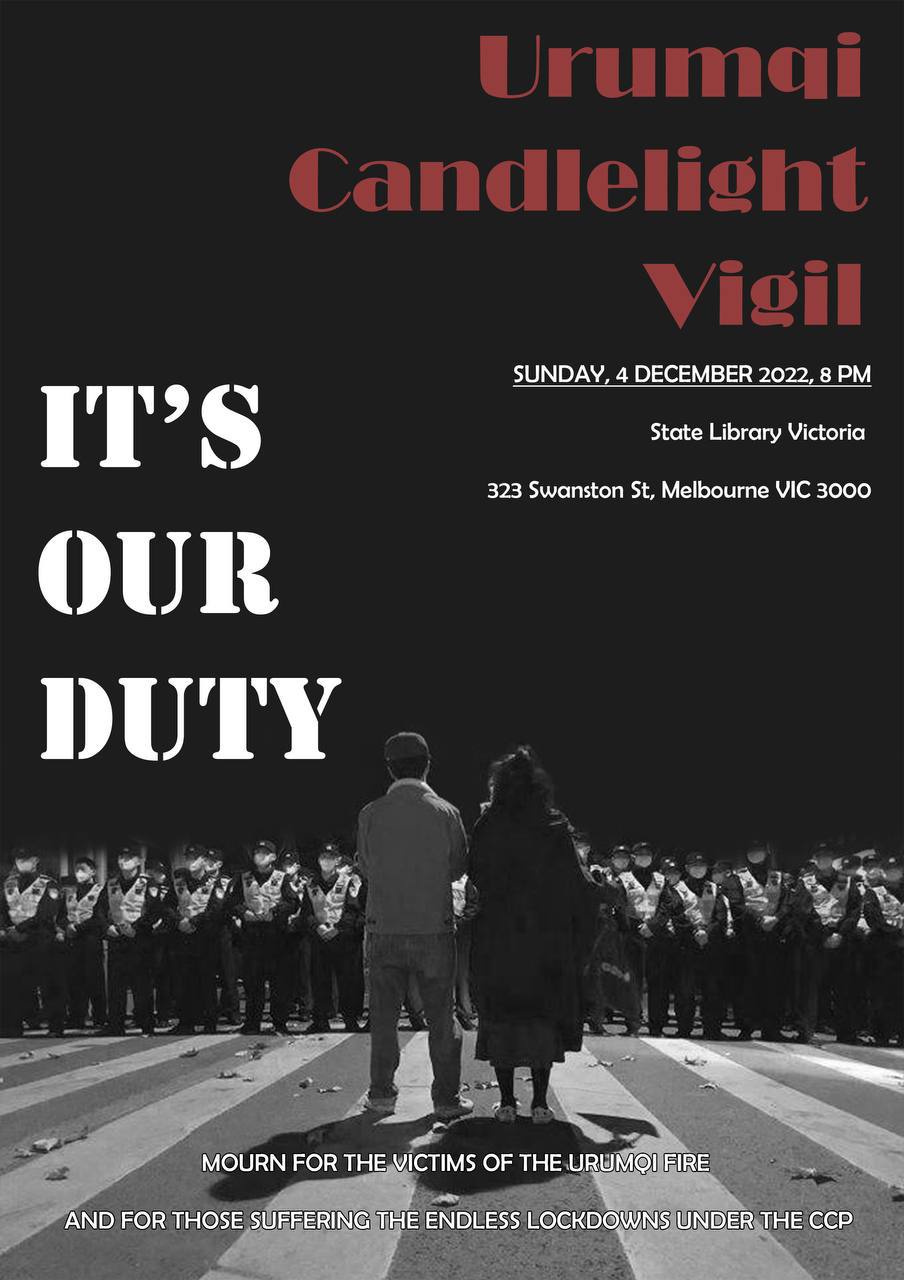 Urumqi
Candlelight
Vigil
SUNDAY, 4 DECEMBER 2022, 8 PM
State Library Victoria
323 Swanston St, Melbourne VIC 3000
IT'S
OUR
DUTY
MOURN FOR THE VICTIMS OF THE URUMQI FIRE
AND FOR THOSE SUFFERING THE ENDLESS LOCKDOWNS UNDER THE CCP